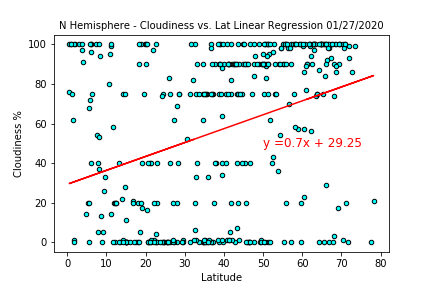 N Hemisphere - Cloudiness vs. Lat Linear Regression 01/27/2020
Cloudiness %
100
80
60
40
20
0
y =0.7x + 29.25
0 10 20 30 40 50 60 70 80
Latitude